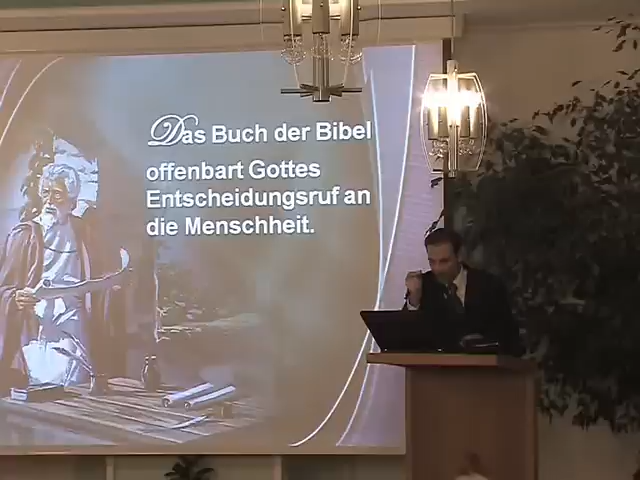 Das Buch der Bibel
offenbart Gottes
Entscheidungsruf an
die Menschheit.